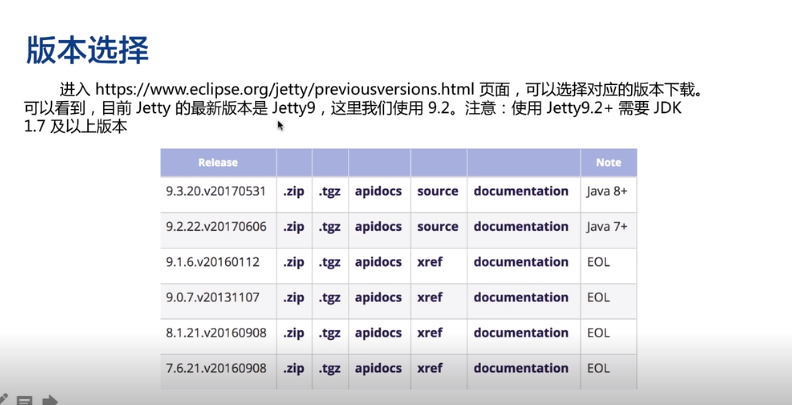 版本选择
进入 https://www.eclipse.org/jetty/previousversions.html 页面，可以选择对应的版本下载。
可以看到，目前 Jetty 的最新版本是 Jetty9，这里我们使用 9.2。注意：使用 Jetty9.2+ 需要 JDK
1.7 及以上版本
Release Note
9.3.20.v20170531 .zip .tgz apidocs source documentation Java 8+
9.2.22.v20170606 .zip .tgz apidocs source documentation Java 7+
9.1.6.v20160112 .zip .tgz apidocs xref documentation EOL
9.0.7.v20131107 .zip .tgz apidocs xref documentation EOL
8.1.21.v20160908 .zip .tgz apidocs xref documentation EOL
7.6.21.v20160908 .zip .tgz apidocs xref documentation EOL